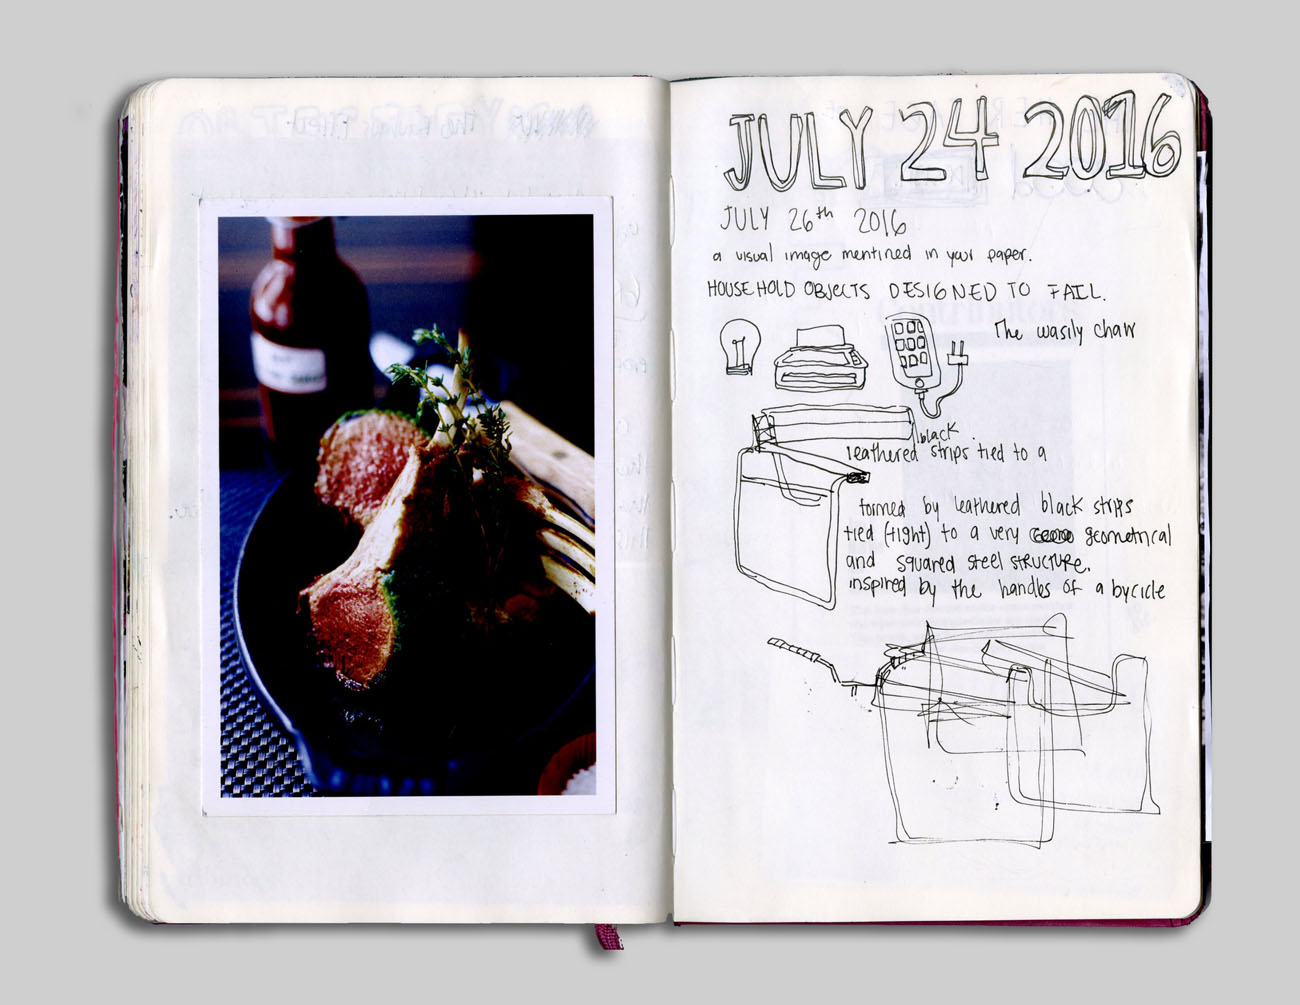 JULY 24 2016
JULY 26th 2016
a visual image mentined in your paper.
HOUSEHOLD OBJECTS DESIGNED TO FAIL.
The wasily chair
black
leathered strips tied to a
formed by leathered black strips
tied (tight) to a very geometrical
and squared steel structure.
inspired by the handles of a bycicle